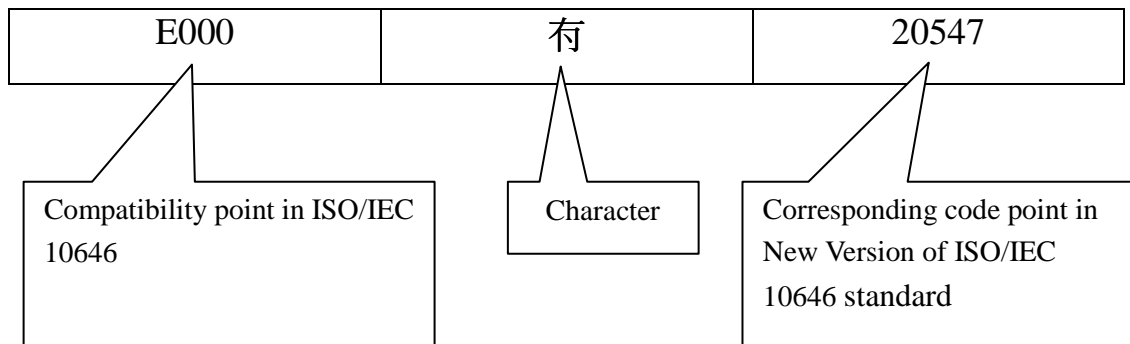 E000 𠕇 20547
Compatibility point in ISO/IEC
10646
Character
Corresponding code point in
New Version of ISO/IEC
10646 standard